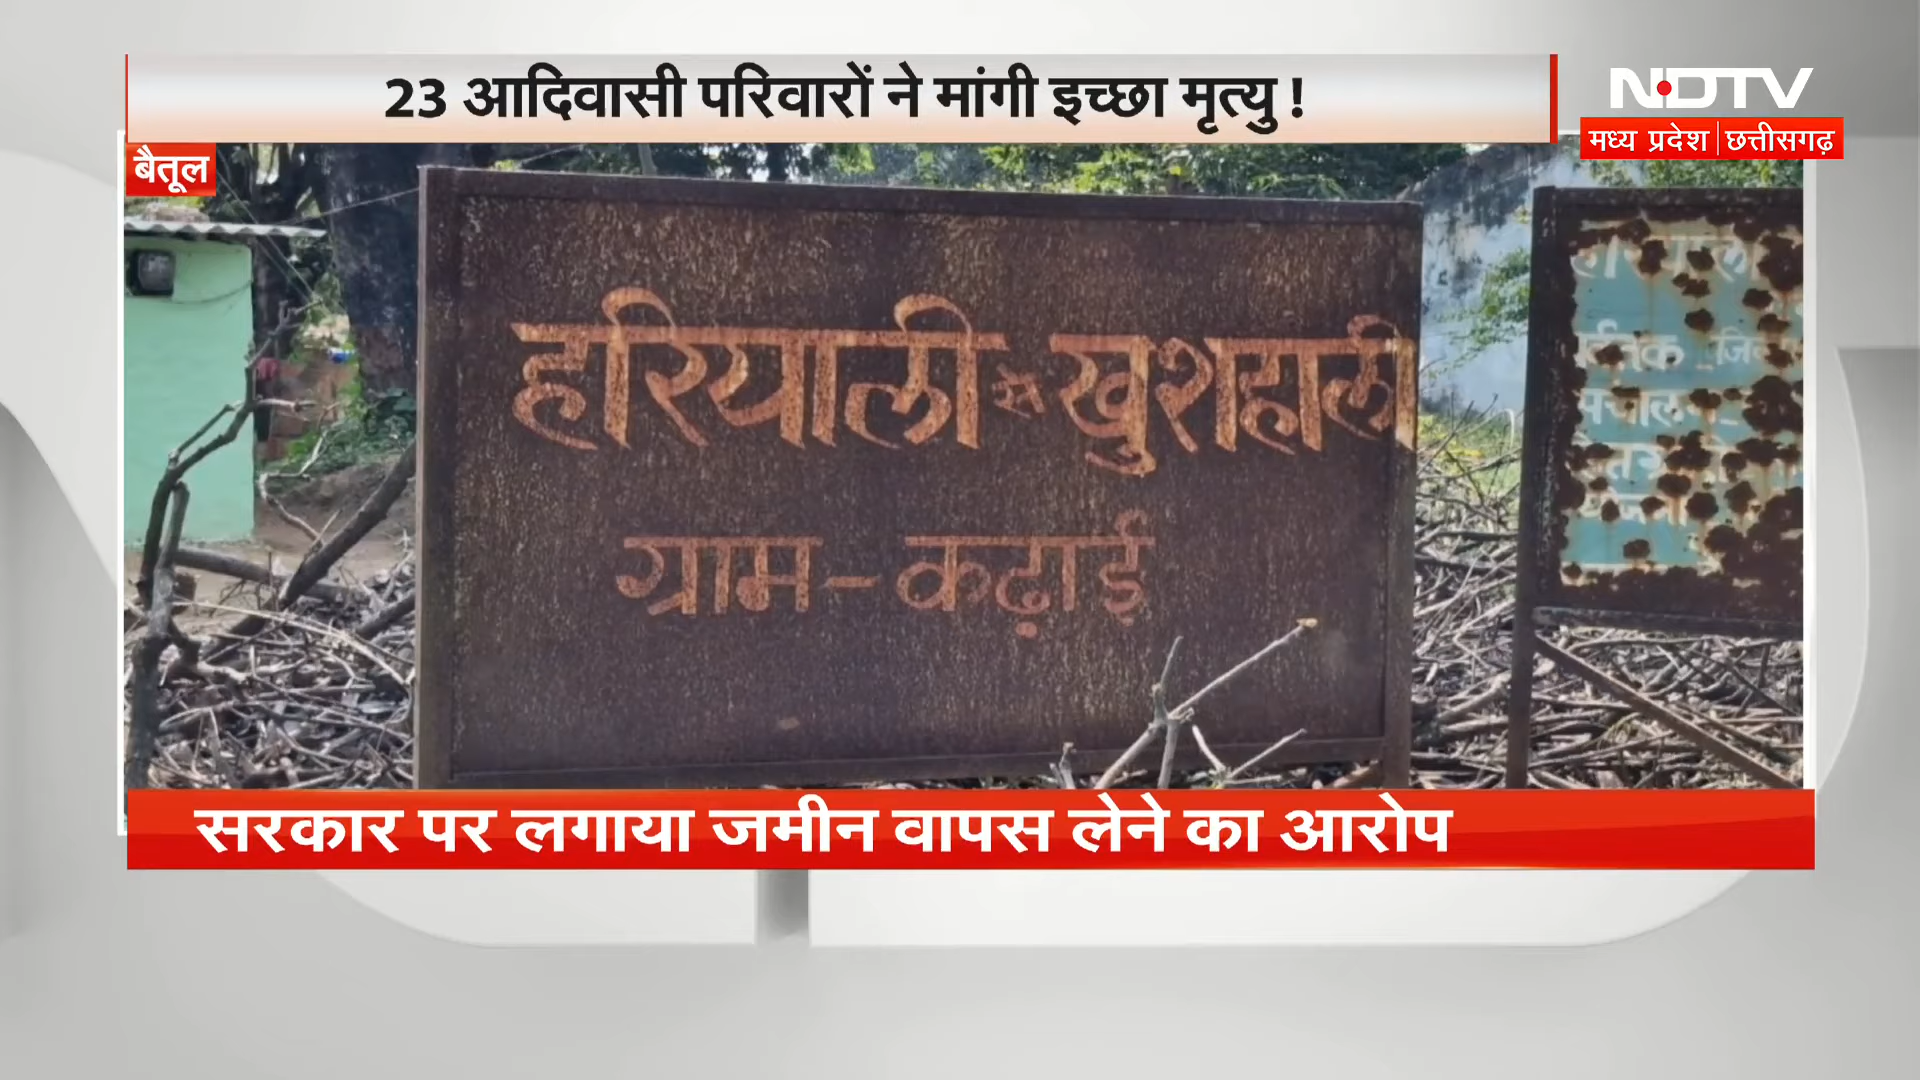 23 आदिवासी परिवारों ने मांगी इच्छा मृत्यु !
NDTV
मध्य प्रदेश | छत्तीसगढ़
बैतूल
हरियाली से खुशहाली
ग्राम - कढ़ाई
सरकार पर लगाया जमीन वापस लेने का आरोप